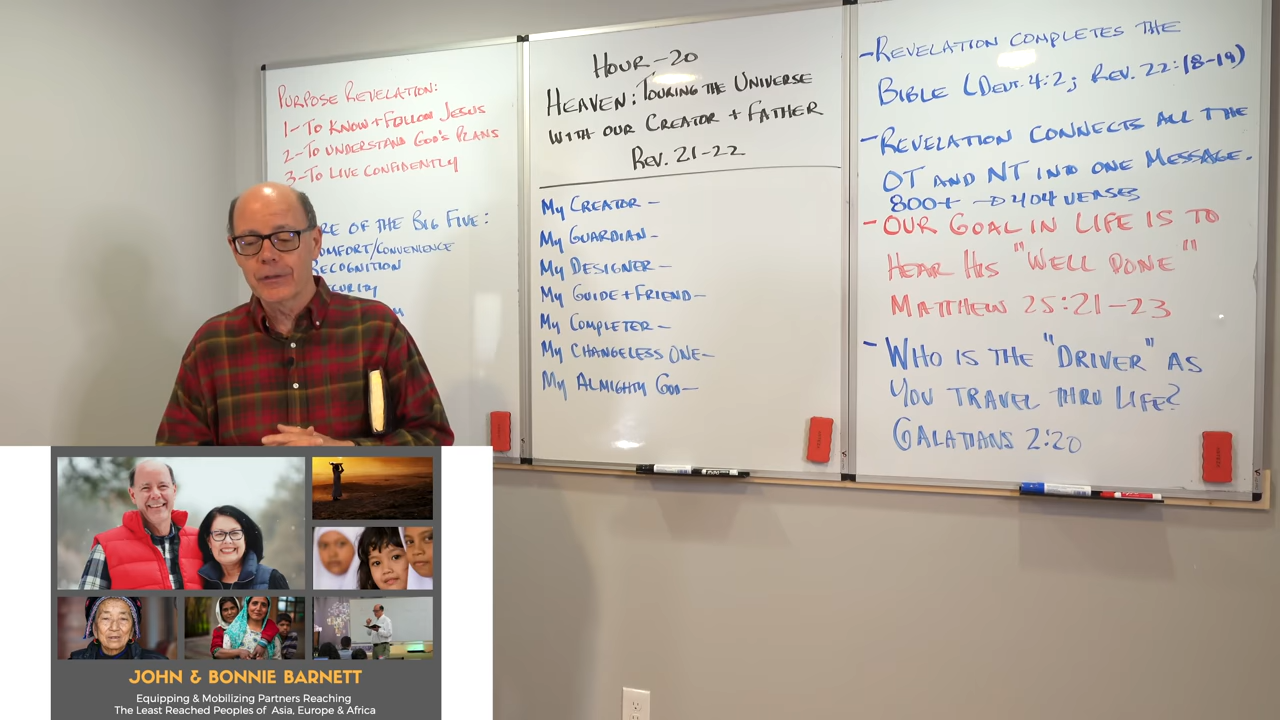 PURPOSE REVELATION:
1-TO KNOW + FOLLOW JESUS
2-TO UNDERSTAND GOD'S PLANS
3-TO LIVE CONFIDENTLY
RE OF THE BIG FIVE:
OMFORT/CONVENIENCE
RECOGNITION
CURITY
HOUR-20
HEAVEN: TOURING THE UNIVERSE
WITH OUR CREATOR + FATHER
REV. 21-22
MY CREATOR -
MY GUARDIAN-
MY DESIGNER-
MY GUIDE+FRIEND-
MY COMPLETER-
MY CHANGELESS ONE-
MY ALMIGHTY GOD-
-REVELATION COMPLETES THE
BIBLE (DEUT. 4:2; REV. 22:18-19)
-REVELATION CONNECTS ALL THE
OT AND NT INTO ONE MESSAGE.
800+ → 404 VERSES
-OUR GOAL IN LIFE IS TO
HEAR HIS "WELL DONE"
MATTHEW 25:21-23
-WHO IS THE "DRIVER" AS
YOU TRAVEL THRU LIFE?
GALATIANS 2:20
JOHN & BONNIE BARNETT
Equipping & Mobilizing Partners Reaching
The Least Reached Peoples of Asia, Europe & Africa